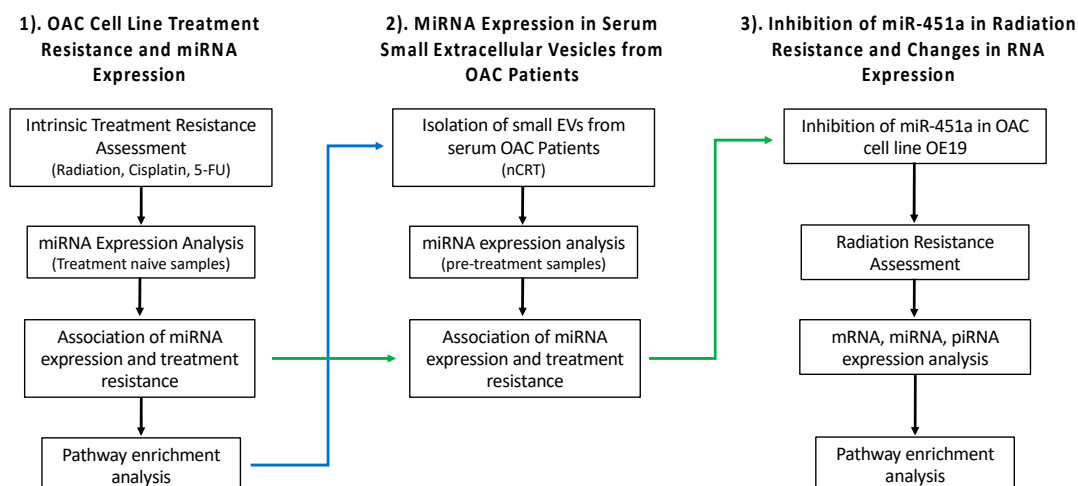 1). OAC Cell Line Treatment
Resistance and miRNA
Expression
Intrinsic Treatment Resistance
Assessment
(Radiation, Cisplatin, 5-FU)
miRNA Expression Analysis
(Treatment naive samples)
Association of miRNA
expression and treatment
resistance
Pathway enrichment
analysis
2). MiRNA Expression in Serum
Small Extracellular Vesicles from
OAC Patients
Isolation of small EVs from
serum OAC Patients
(nCRT)
miRNA expression analysis
(pre-treatment samples)
Association of miRNA
expression and treatment
resistance
3). Inhibition of miR-451a in Radiation
Resistance and Changes in RNA
Expression
Inhibition of miR-451a in OAC
cell line OE19
Radiation Resistance
Assessment
mRNA, miRNA, piRNA
expression analysis
Pathway enrichment
analysis